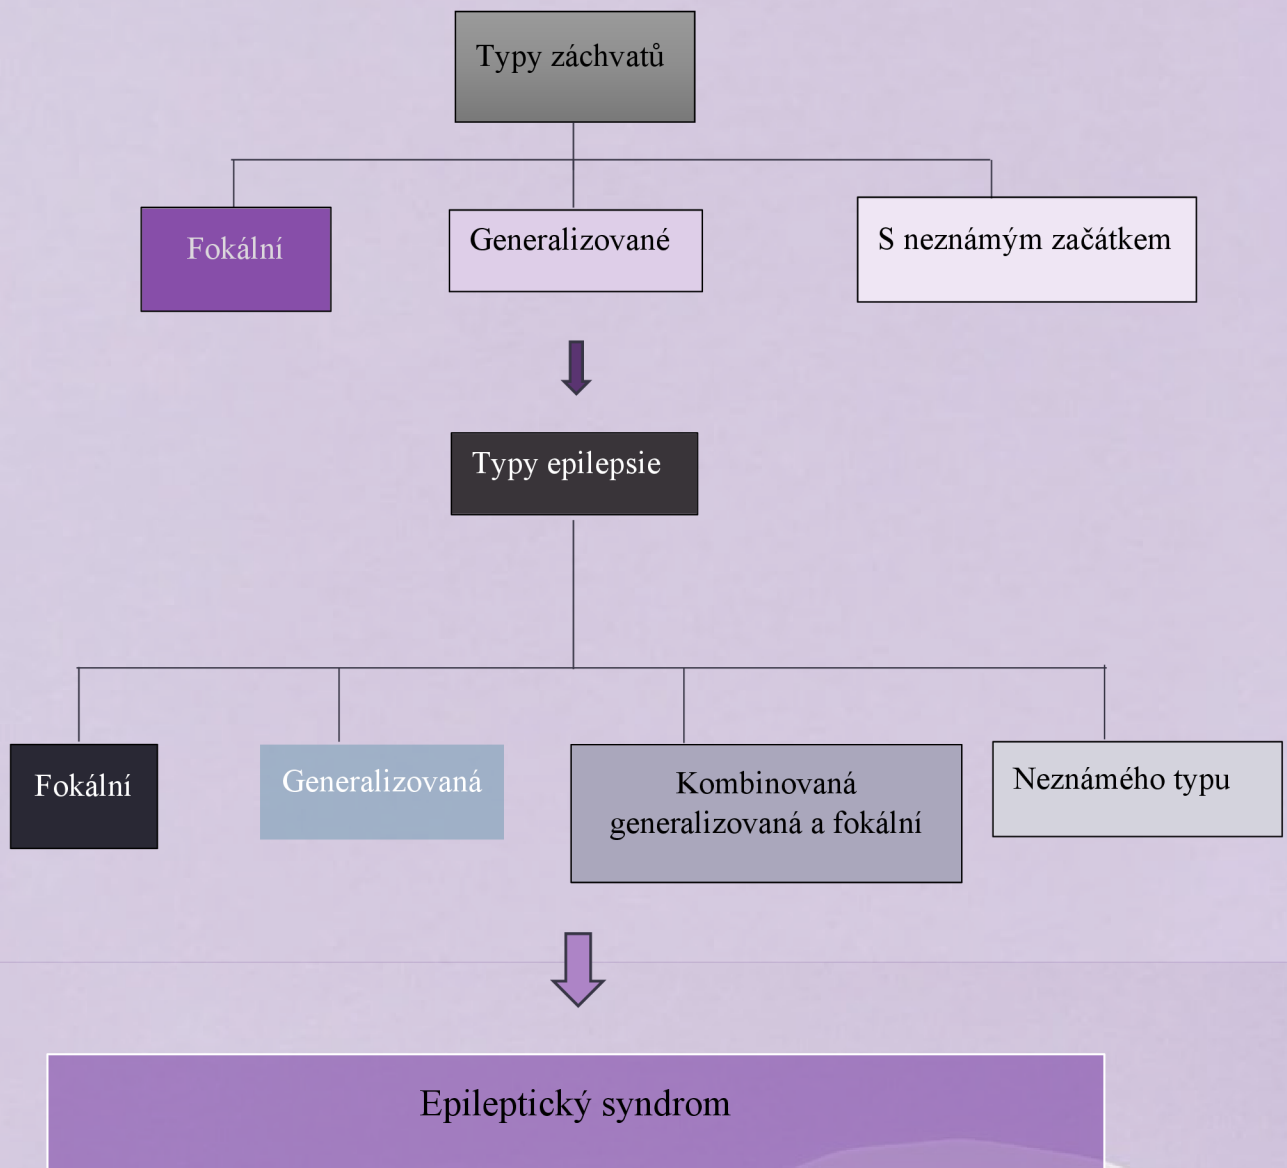 Typy záchvatů
Fokální
Generalizované
S neznámým začátkem
Typy epilepsie
Fokální
Generalizovaná
Kombinovaná
generalizovaná a fokální
Neznámého typu
Epileptický syndrom